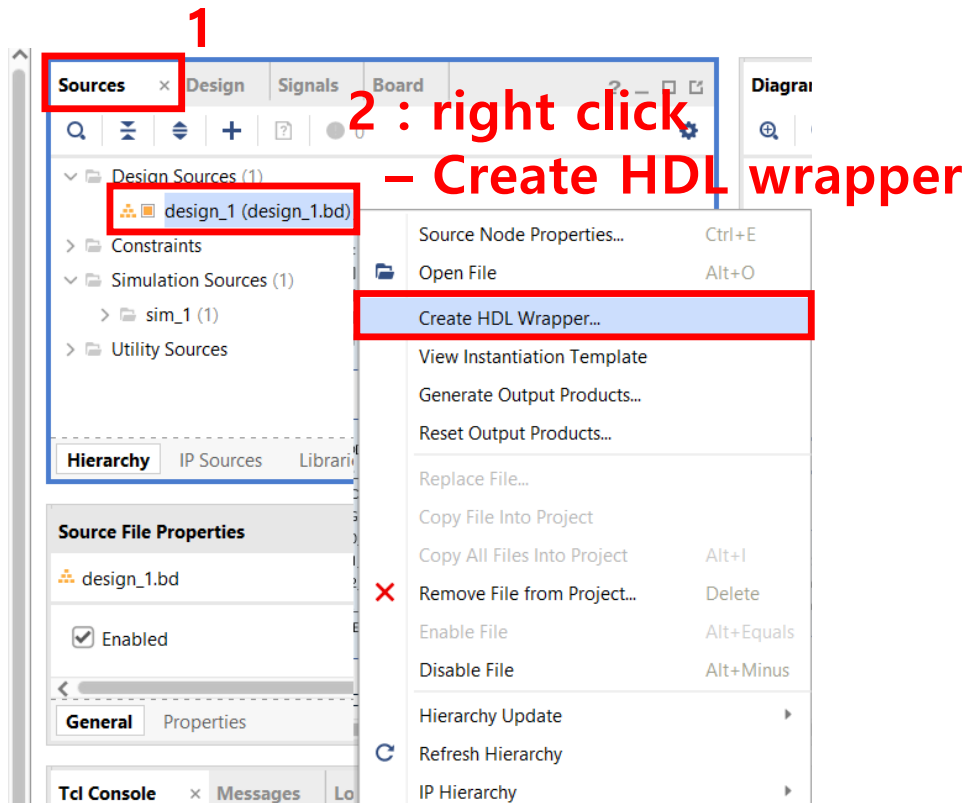 1
Sources × Design Signals Board
Diagra
2 : right click
– Create HDL wrapper
0
Design Sources (1)
design_1 (design_1.bd)
Constraints
Simulation Sources (1)
sim_1 (1)
Utility Sources
Hierarchy IP Sources Librari
Source File Properties
design_1.bd
Enabled
General Properties
Tcl Console × Messages Lo
Source Node Properties... Ctrl+E
Open File Alt+O
Create HDL Wrapper...
View Instantiation Template
Generate Output Products...
Reset Output Products...
Replace File...
Copy File Into Project
Copy All Files Into Project Alt+I
Remove File from Project... Delete
Enable File Alt+Equals
Disable File Alt+Minus
Hierarchy Update
Refresh Hierarchy
IP Hierarchy